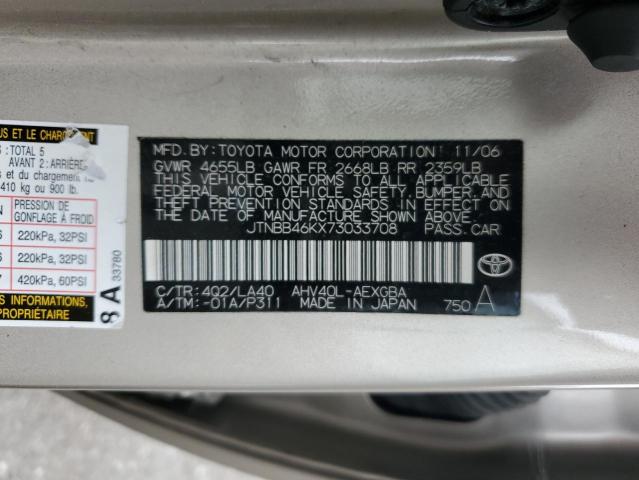 US ET LE CHARGEMENT
TOTAL 5
AVANT 2: ARRIÈRE
et du chargement
410 kg ou 900 lb.
PRESSION DE
GONFLAGE À FROID
220kPa, 32PSI
220kPa, 32PSI
420kPa, 60PSI
S INFORMATIONS,
PROPRIÉTAIRE
8 A 33780
MFD. BY: TOYOTA MOTOR CORPORATION 11/06
GVWR 4655LB GAWR FR 2668LB RR 2359LB
THIS VEHICLE CONFORMS TO ALL APPLICABLE
FEDERAL MOTOR VEHICLE SAFETY, BUMPER, AND
THEFT PREVENTION STANDARDS IN EFFECT ON
THE DATE OF MANUFACTURE SHOWN ABOVE.
JTNBB46KX73033708 PASS. CAR
C/TR: 4Q2/LA40 AHV40L-AEXGBA
A/TM: -01A/P311 MADE IN JAPAN 750 A
TOYOTA